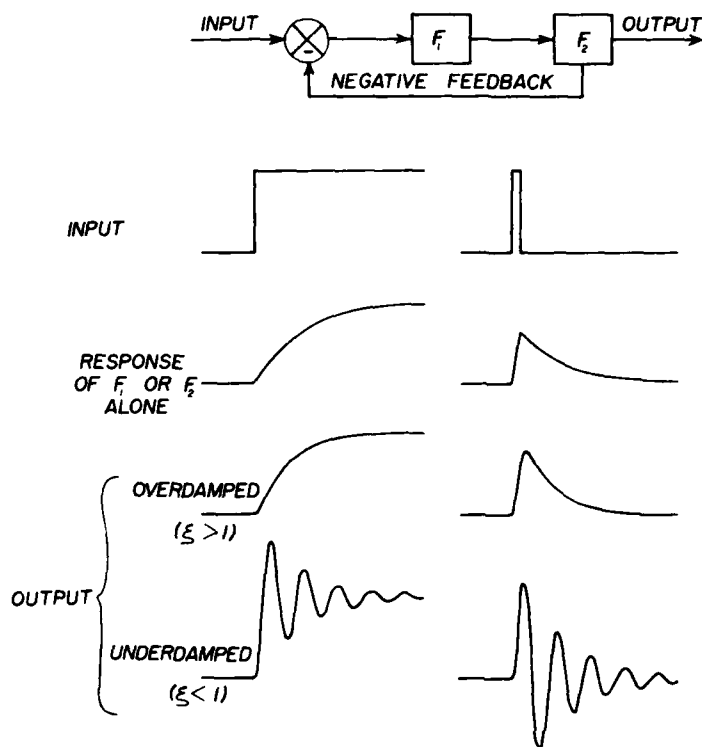 INPUT
-
F₁
F₂
OUTPUT
NEGATIVE FEEDBACK
INPUT
RESPONSE
OF F₁ OR F₂
ALONE
OVERDAMPED
(ξ > 1)
OUTPUT
UNDERDAMPED
(ξ < 1)